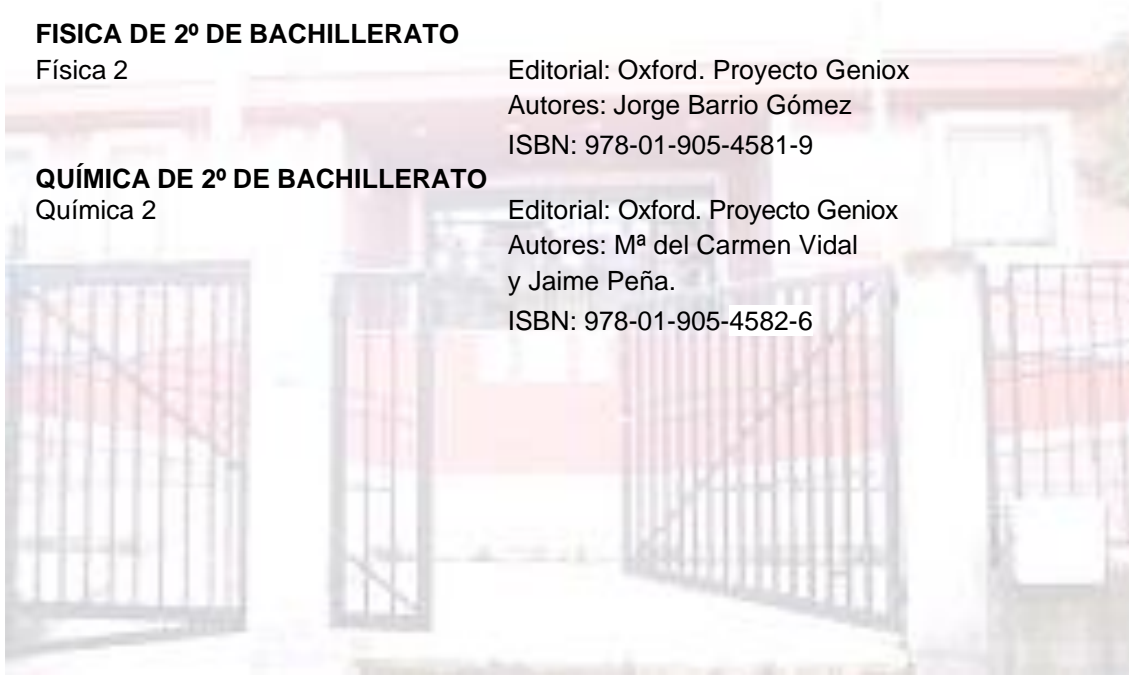 FISICA DE 2º DE BACHILLERATO
Física 2 Editorial: Oxford. Proyecto Geniox
Autores: Jorge Barrio Gómez
ISBN: 978-01-905-4581-9
QUÍMICA DE 2º DE BACHILLERATO
Química 2 Editorial: Oxford. Proyecto Geniox
Autores: Mª del Carmen Vidal
y Jaime Peña.
ISBN: 978-01-905-4582-6